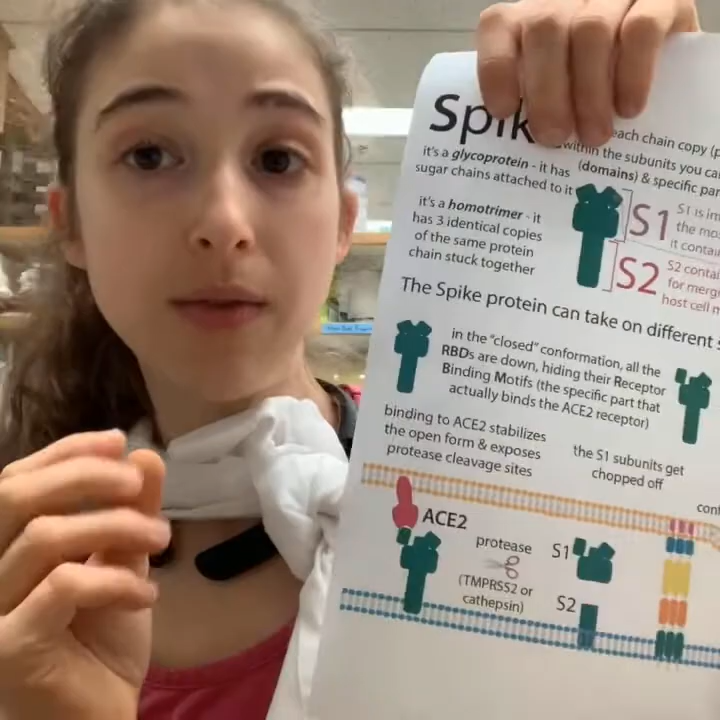 Spik
each chain copy (p
within the subunits you ca
(domains) & specific par
it's a glycoprotein - it has
sugar chains attached to it
it's a homotrimer - it
has 3 identical copies
of the same protein
chain stuck together
S1
S1 is im
the mo
it contai
S2
S2 contai
for merg
host cell m
The Spike protein can take on different s
in the "closed" conformation, all the
RBDs are down, hiding their Receptor
Binding Motifs (the specific part that
actually binds the ACE2 receptor)
binding to ACE2 stabilizes
the open form & exposes
protease cleavage sites
the S1 subunits get
chopped off
conf
ACE2
protease
(TMPRSS2 or
cathepsin)
S1
S2